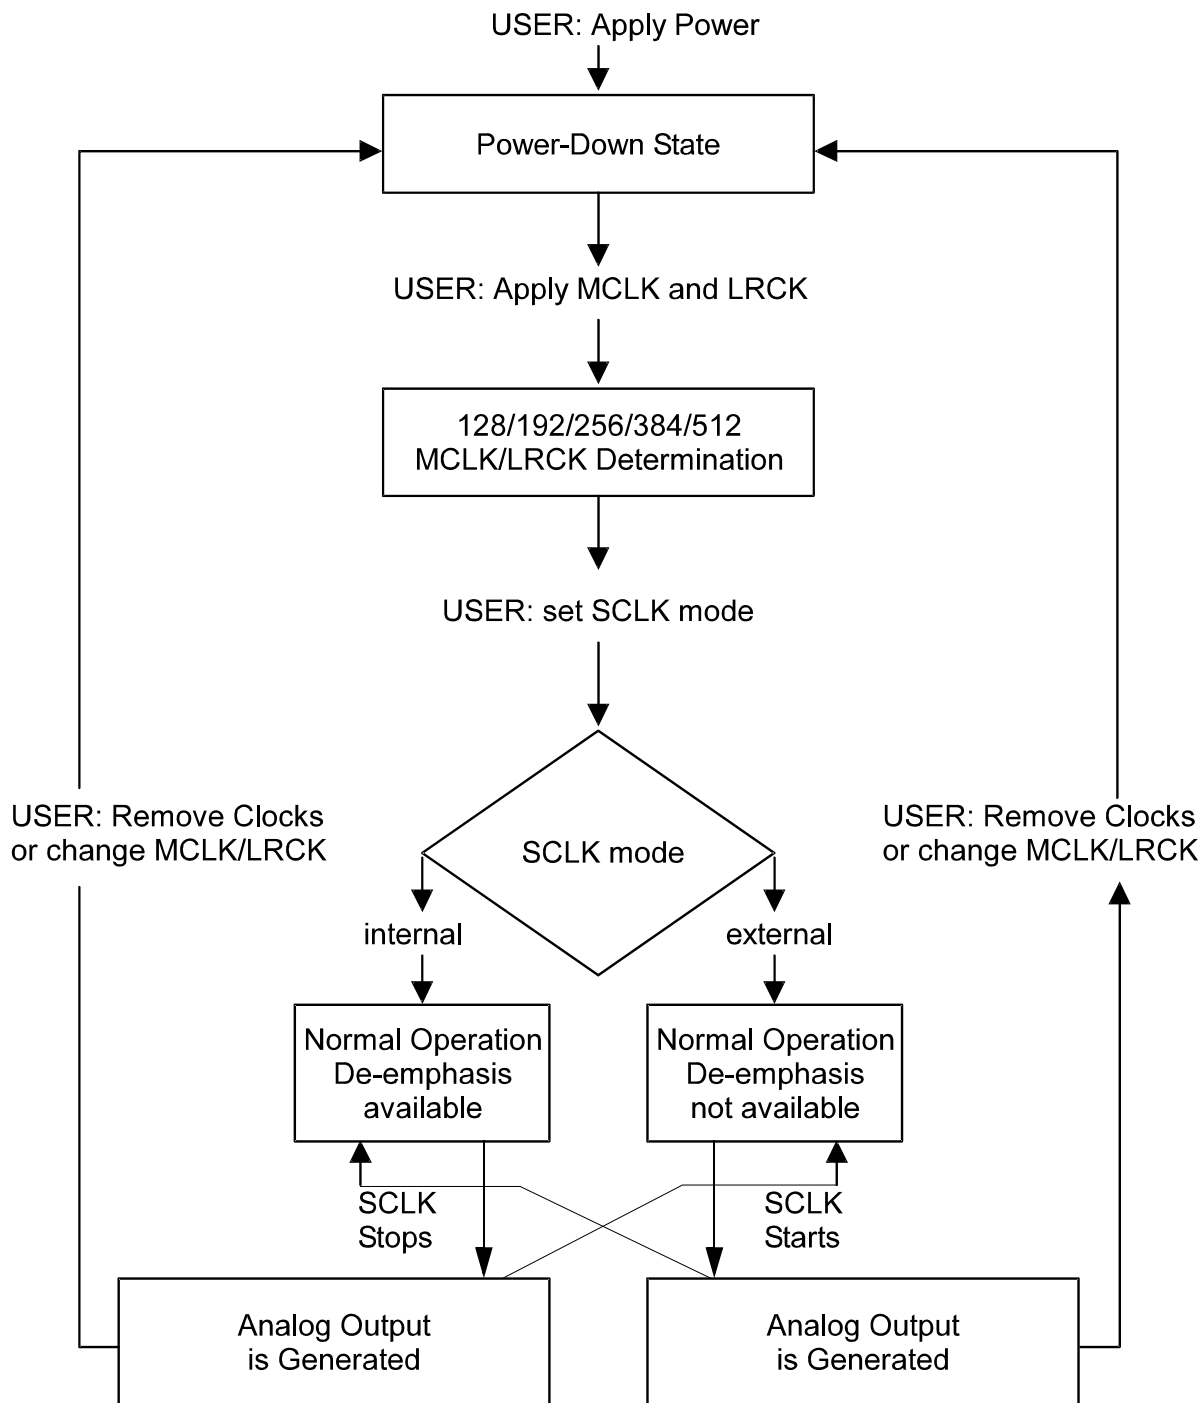 USER: Apply Power
Power-Down State
USER: Apply MCLK and LRCK
128/192/256/384/512
MCLK/LRCK Determination
USER: set SCLK mode
USER: Remove Clocks
or change MCLK/LRCK
SCLK mode
USER: Remove Clocks
or change MCLK/LRCK
internal
external
Normal Operation
De-emphasis
available
Normal Operation
De-emphasis
not available
SCLK
Stops
SCLK
Starts
Analog Output
is Generated
Analog Output
is Generated